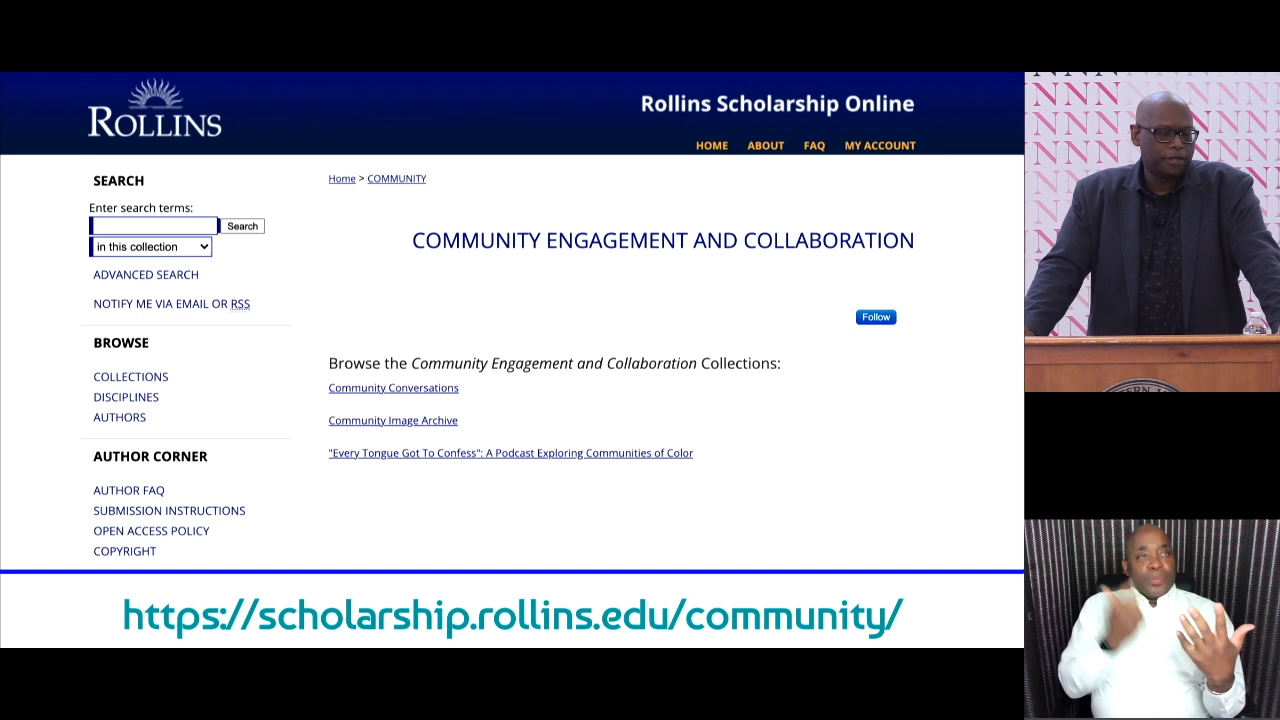 ROLLINS
Rollins Scholarship Online
HOME ABOUT FAQ MY ACCOUNT
SEARCH
Enter search terms:
Search
in this collection
ADVANCED SEARCH
NOTIFY ME VIA EMAIL OR RSS
BROWSE
COLLECTIONS
DISCIPLINES
AUTHORS
AUTHOR CORNER
AUTHOR FAQ
SUBMISSION INSTRUCTIONS
OPEN ACCESS POLICY
COPYRIGHT
Home > COMMUNITY
COMMUNITY ENGAGEMENT AND COLLABORATION
Follow
Browse the Community Engagement and Collaboration Collections:
Community Conversations
Community Image Archive
"Every Tongue Got To Confess": A Podcast Exploring Communities of Color
https://scholarship.rollins.edu/community/